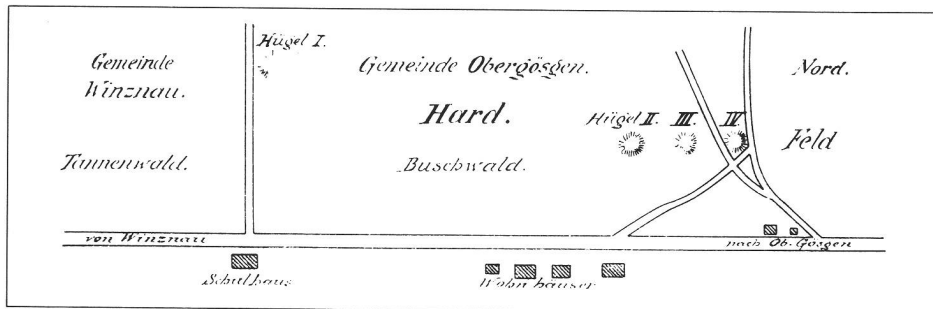 Gemeinde
Winznau.
Tannenwald.
Hügel I.
Gemeinde Obergösgen.
Hard.
Buschwald.
Hügel II. III. IV.
Nord.
Feld
von Winznau
nach Ob. Gösgen
Schulhaus
Wohnhäuser